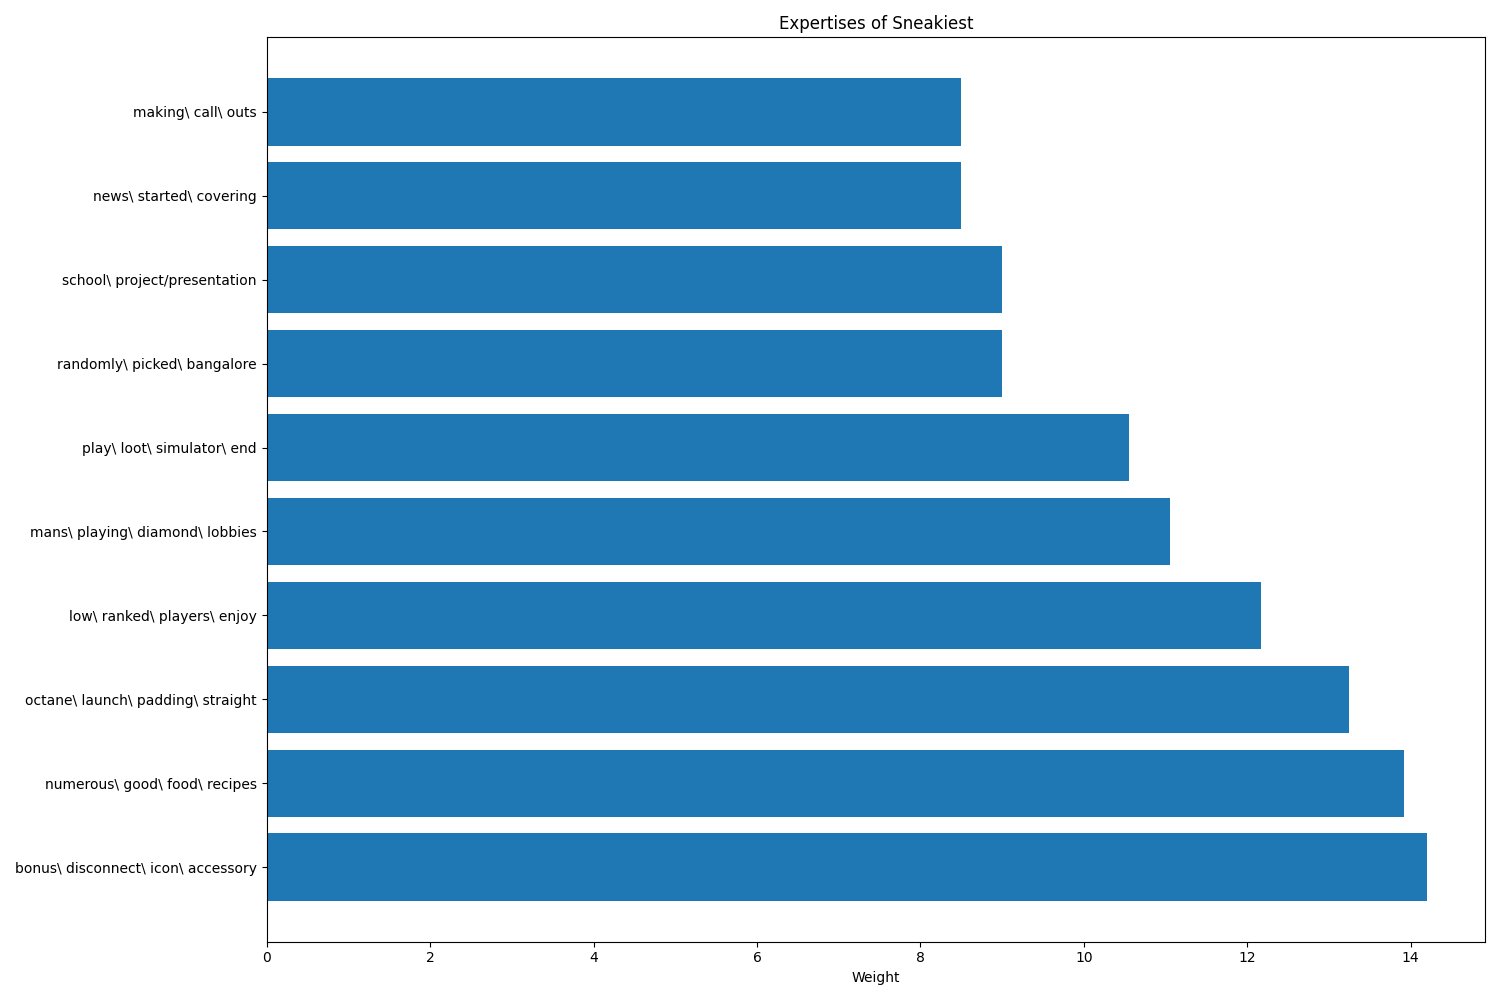 Expertises of Sneakiest
making\ call\ outs
news\ started\ covering
school\ project/presentation
randomly\ picked\ bangalore
play\ loot\ simulator\ end
mans\ playing\ diamond\ lobbies
low\ ranked\ players\ enjoy
octane\ launch\ padding\ straight
numerous\ good\ food\ recipes
bonus\ disconnect\ icon\ accessory
0 2 4 6 8 10 12 14
Weight